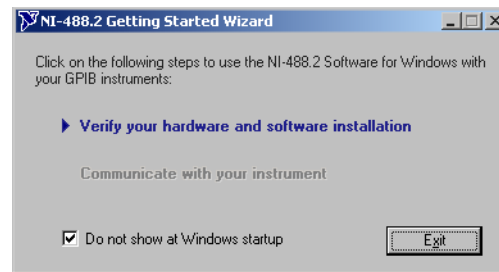 NI-488.2 Getting Started Wizard
Click on the following steps to use the NI-488.2 Software for Windows with
your GPIB instruments:
Verify your hardware and software installation
Communicate with your instrument
Do not show at Windows startup
Exit